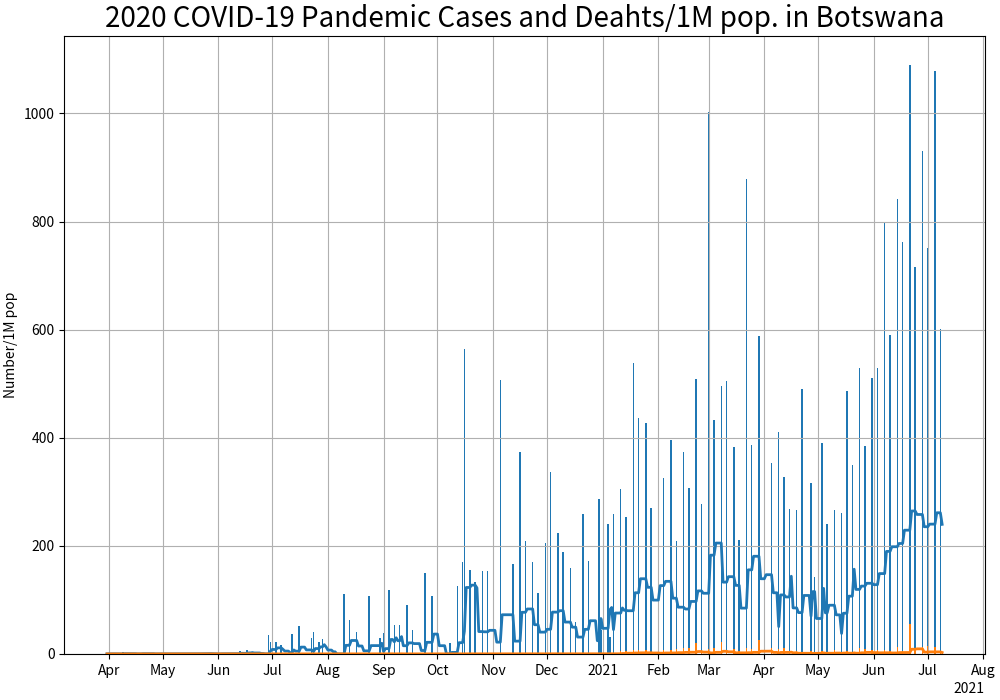 2020 COVID-19 Pandemic Cases and Deahts/1M pop. in Botswana
Number/1M pop
1000
800
600
400
200
0
Apr May Jun Jul Aug Sep Oct Nov Dec 2021 Feb Mar Apr May Jun Jul Aug
2021